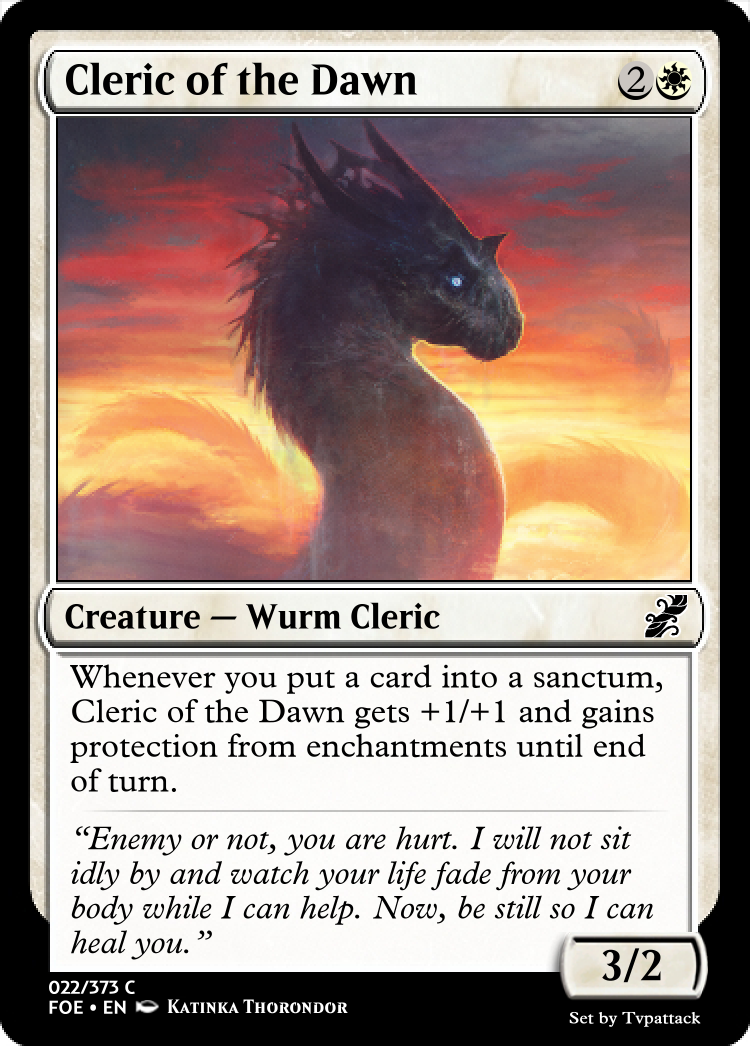 Cleric of the Dawn 2
Creature — Wurm Cleric
Whenever you put a card into a sanctum,
Cleric of the Dawn gets +1/+1 and gains
protection from enchantments until end
of turn.
“Enemy or not, you are hurt. I will not sit
idly by and watch your life fade from your
body while I can help. Now, be still so I can
heal you.”
3/2
022/373 C
FOE • EN Katinka Thorondor
Set by Tvpattack